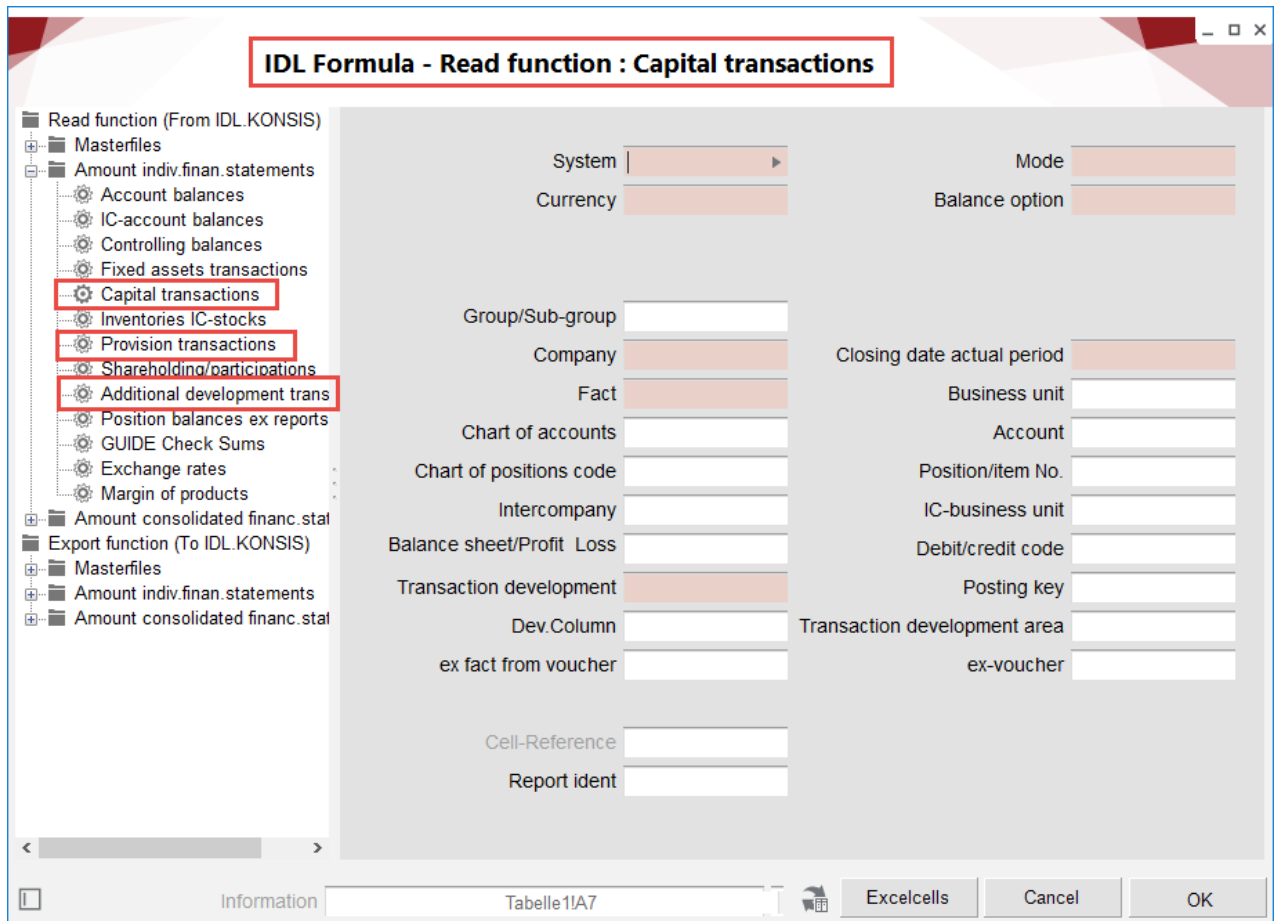 IDL Formula - Read function : Capital transactions
Read function (From IDL.KONSIS)
Masterfiles
Amount indiv.finan.statements
Account balances
IC-account balances
Controlling balances
Fixed assets transactions
Capital transactions
Inventories IC-stocks
Provision transactions
Shareholding/participations
Additional development trans
Position balances ex reports
GUIDE Check Sums
Exchange rates
Margin of products
Amount consolidated financ.stat
Export function (To IDL.KONSIS)
Masterfiles
Amount indiv.finan.statements
Amount consolidated financ.stat
System Mode
Currency Balance option
Group/Sub-group
Company Closing date actual period
Fact Business unit
Chart of accounts Account
Chart of positions code Position/item No.
Intercompany IC-business unit
Balance sheet/Profit Loss Debit/credit code
Transaction development Posting key
Dev.Column Transaction development area
ex fact from voucher ex-voucher
Cell-Reference
Report ident
Information Tabelle1!A7 Excelcells Cancel OK